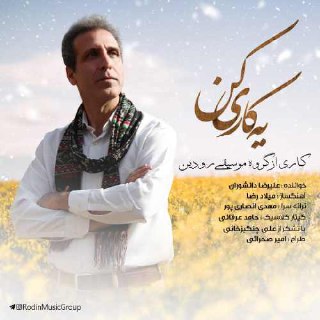 یه کاری کن
کاری از گروه موسیقی رودین
خواننده : علیرضا دانشوران
آهنگساز : میلاد رضا
ترانه سرا : مهدی انصاری پور
گیتار کلاسیک : حامد عرفانی
با تشکر از علی چنگیزخانی
طراح : امیر صحرائی
@RodinMusicGroup